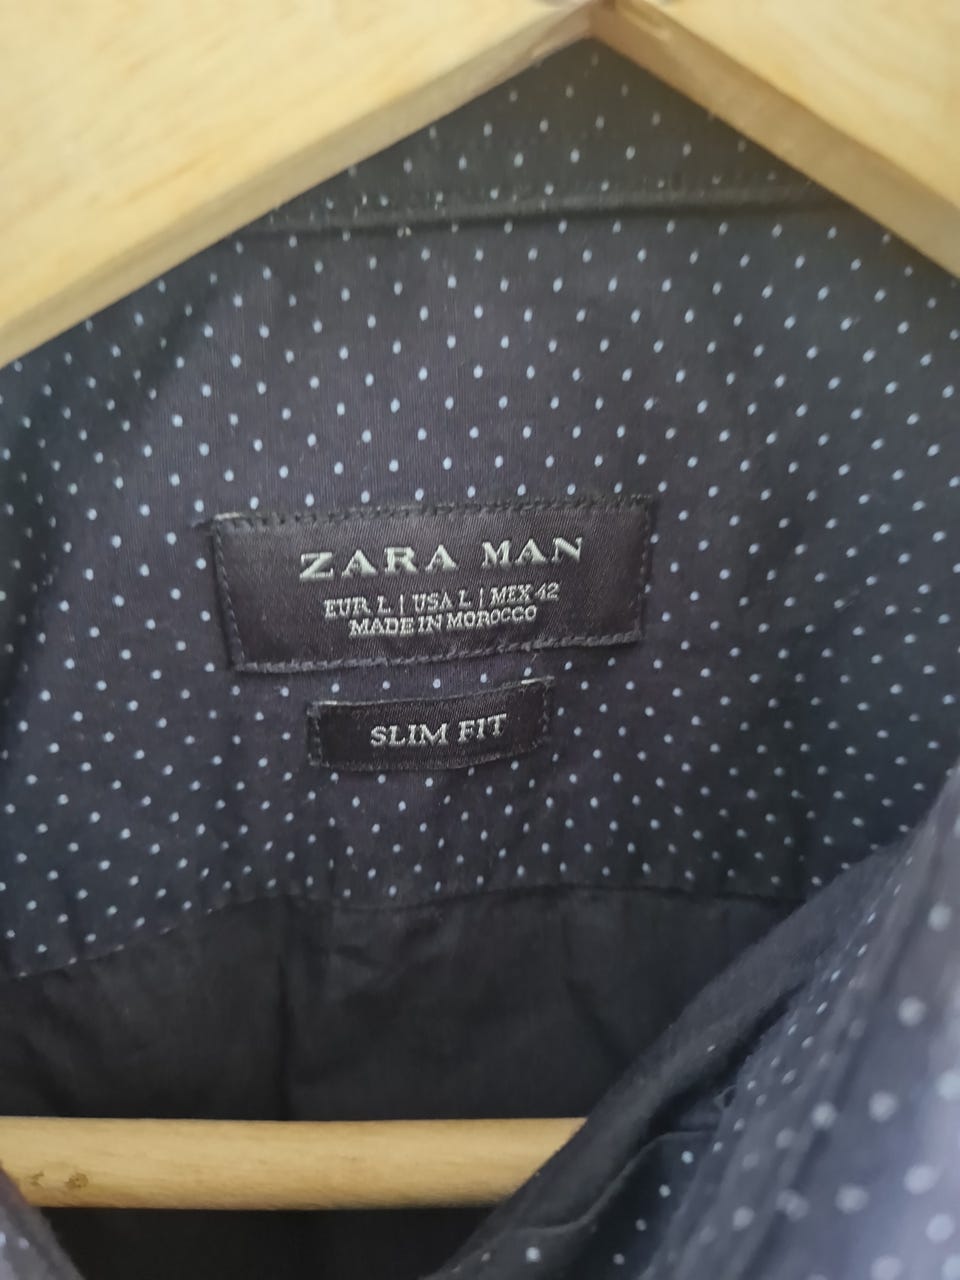 ZARA MAN
EUR L | USA L | MEX 42
MADE IN MOROCCO
SLIM FIT